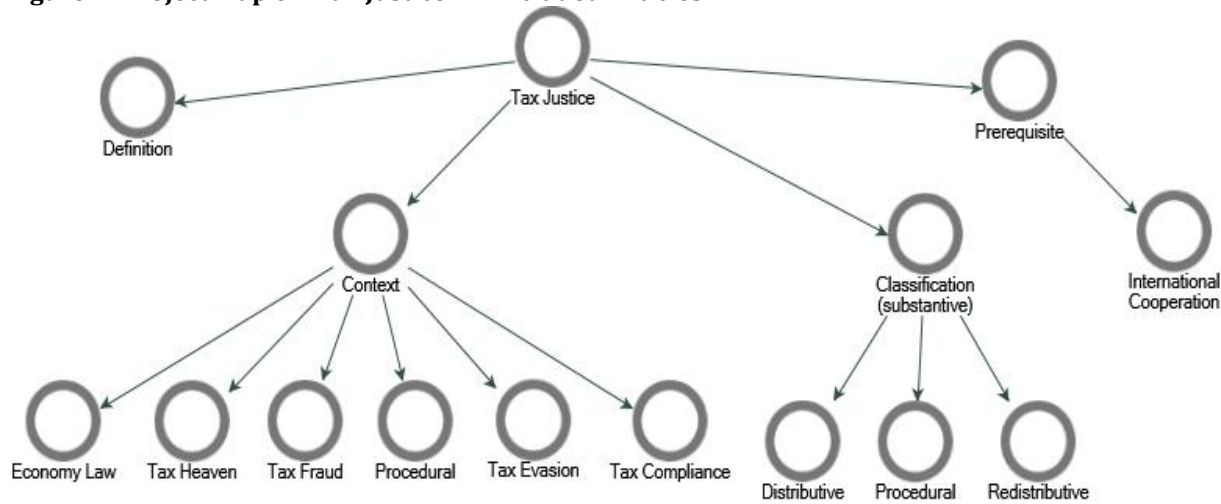 Tax Justice
Definition
Prerequisite
Context
Classification
(substantive)
International
Cooperation
Economy Law
Tax Heaven
Tax Fraud
Procedural
Tax Evasion
Tax Compliance
Distributive
Procedural
Redistributive